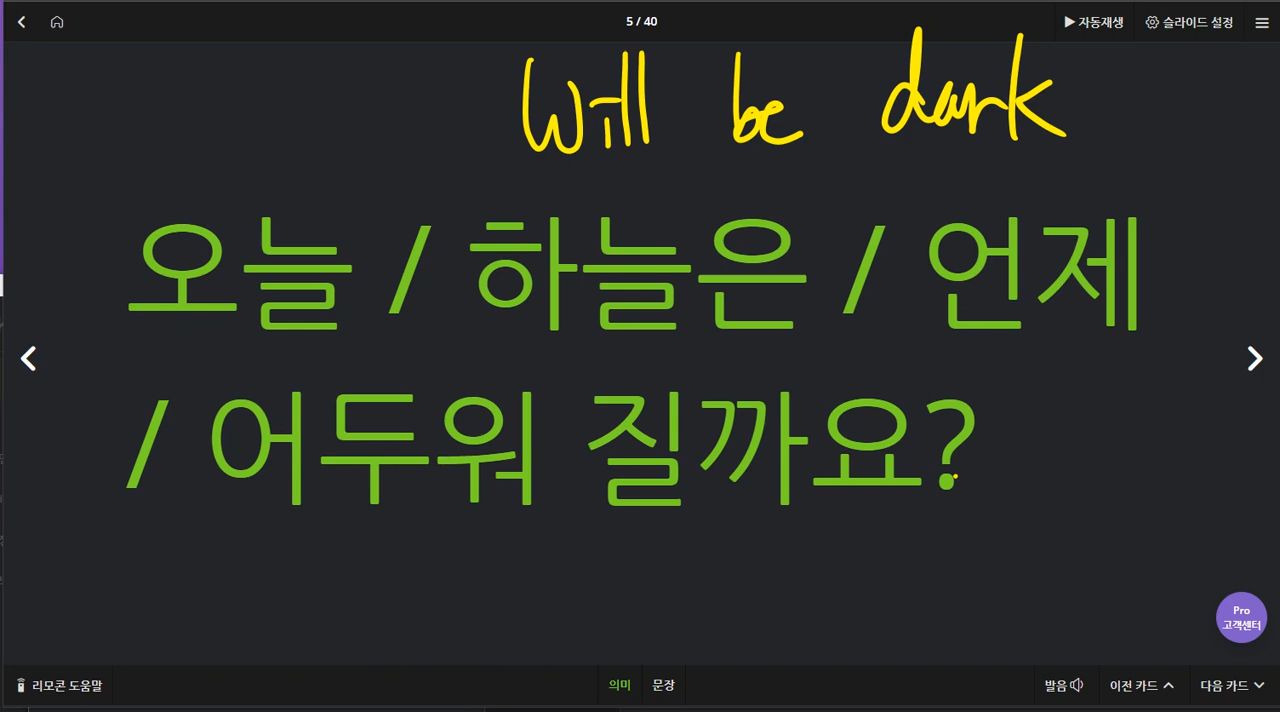 5 / 40
자동재생
슬라이드 설정
will be dark
오늘 / 하늘은 / 언제
/ 어두워 질까요?
Pro
고객센터
리모콘 도움말
의미
문장
발음
이전 카드
다음 카드